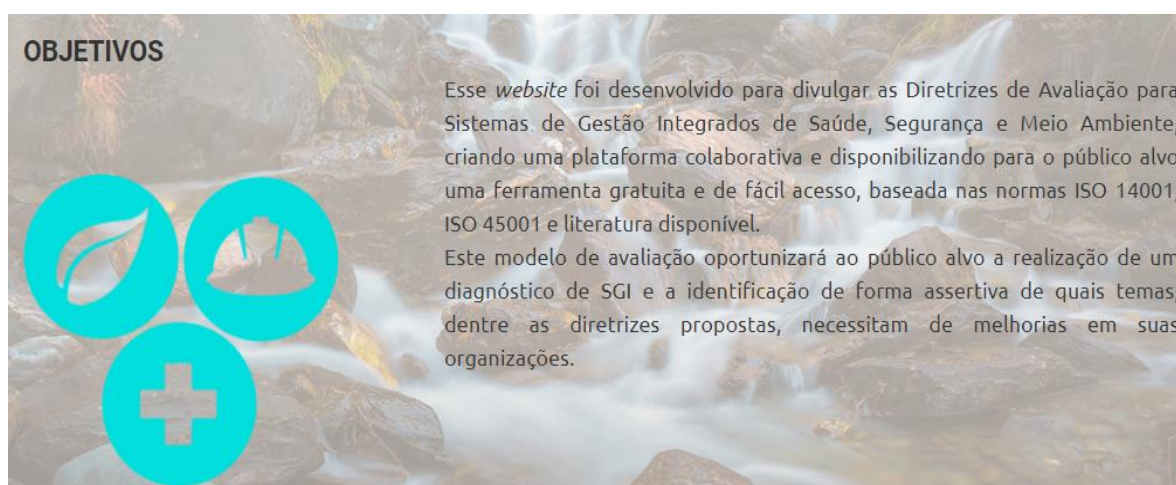 OBJETIVOS
Esse website foi desenvolvido para divulgar as Diretrizes de Avaliação para
Sistemas de Gestão Integrados de Saúde, Segurança e Meio Ambiente,
criando uma plataforma colaborativa e disponibilizando para o público alvo
uma ferramenta gratuita e de fácil acesso, baseada nas normas ISO 14001,
ISO 45001 e literatura disponível.
Este modelo de avaliação oportunizará ao público alvo a realização de um
diagnóstico de SGI e a identificação de forma assertiva de quais temas,
dentre as diretrizes propostas, necessitam de melhorias em suas
organizações.